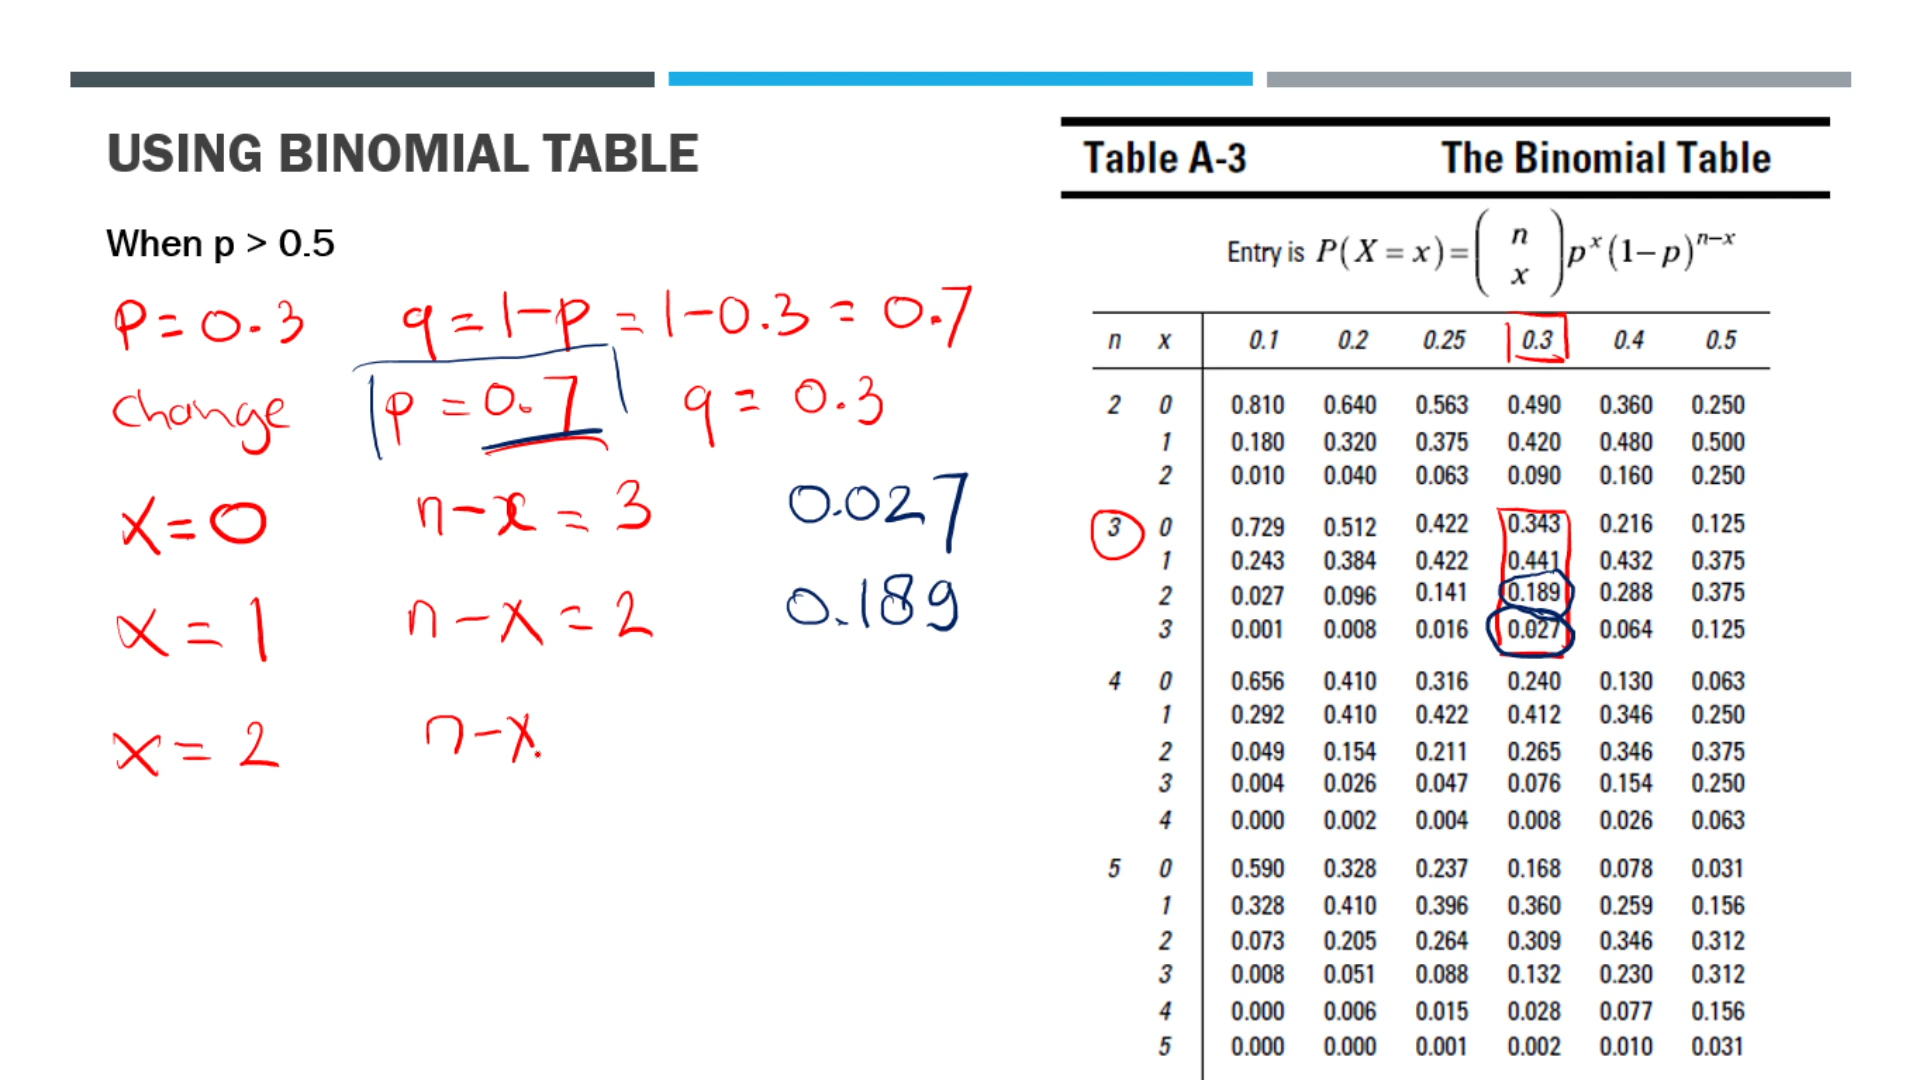 USING BINOMIAL TABLE
When p > 0.5
P = 0.3 q = 1-p = 1-0.3 = 0.7
change p = 0.7 q = 0.3
x = 0 n-x = 3 0.027
x = 1 n-x = 2 0.189
x = 2 n-x
Table A-3 The Binomial Table
Entry is P(X = x) = (n x) p^x (1-p)^{n-x}
n x 0.1 0.2 0.25 0.3 0.4 0.5
2 0 0.810 0.640 0.563 0.490 0.360 0.250
1 0.180 0.320 0.375 0.420 0.480 0.500
2 0.010 0.040 0.063 0.090 0.160 0.250
3 0 0.729 0.512 0.422 0.343 0.216 0.125
1 0.243 0.384 0.422 0.441 0.432 0.375
2 0.027 0.096 0.141 0.189 0.288 0.375
3 0.001 0.008 0.016 0.027 0.064 0.125
4 0 0.656 0.410 0.316 0.240 0.130 0.063
1 0.292 0.410 0.422 0.412 0.346 0.250
2 0.049 0.154 0.211 0.265 0.346 0.375
3 0.004 0.026 0.047 0.076 0.154 0.250
4 0.000 0.002 0.004 0.008 0.026 0.063
5 0 0.590 0.328 0.237 0.168 0.078 0.031
1 0.328 0.410 0.396 0.360 0.259 0.156
2 0.073 0.205 0.264 0.309 0.346 0.312
3 0.008 0.051 0.088 0.132 0.230 0.312
4 0.000 0.006 0.015 0.028 0.077 0.156
5 0.000 0.000 0.001 0.002 0.010 0.031